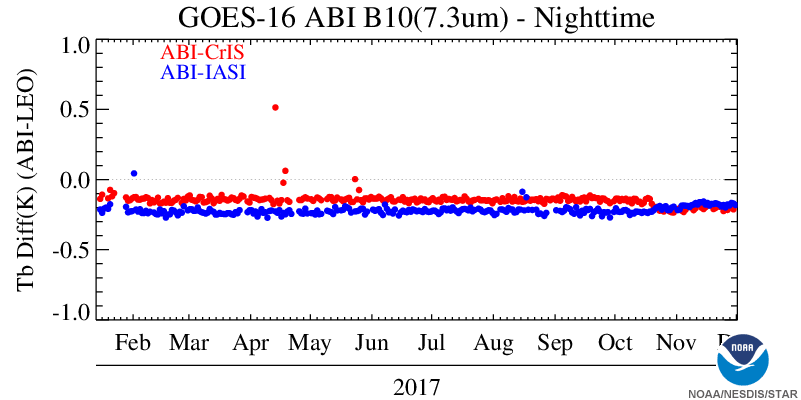 GOES-16 ABI B10(7.3um) - Nighttime
ABI-CrIS
ABI-IASI
Tb Diff(K) (ABI-LEO)
1.0
0.5
0.0
-0.5
-1.0
Feb Mar Apr May Jun Jul Aug Sep Oct Nov
2017
NOAA
NOAA/NESDIS/STAR